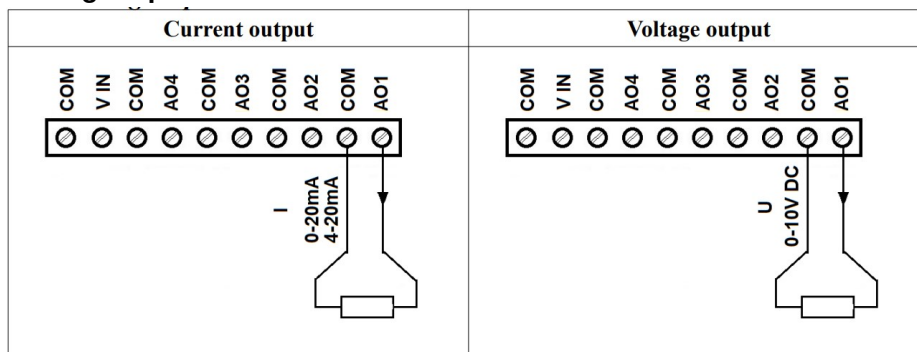 Current output
Voltage output
COM
V IN
COM
AO4
COM
AO3
COM
AO2
COM
AO1
I
0-20mA
4-20mA
COM
V IN
COM
AO4
COM
AO3
COM
AO2
COM
AO1
U
0-10V DC